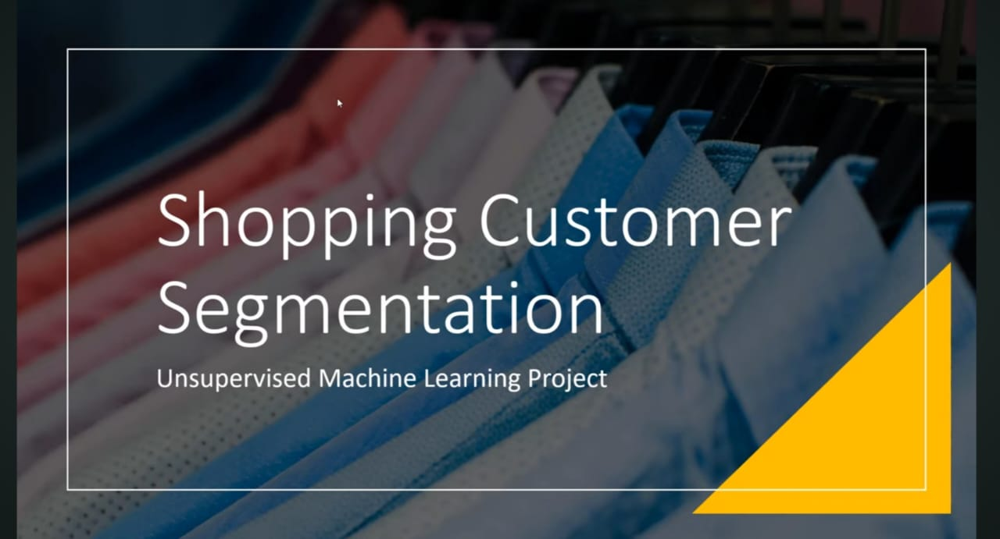 Shopping Customer
Segmentation
Unsupervised Machine Learning Project